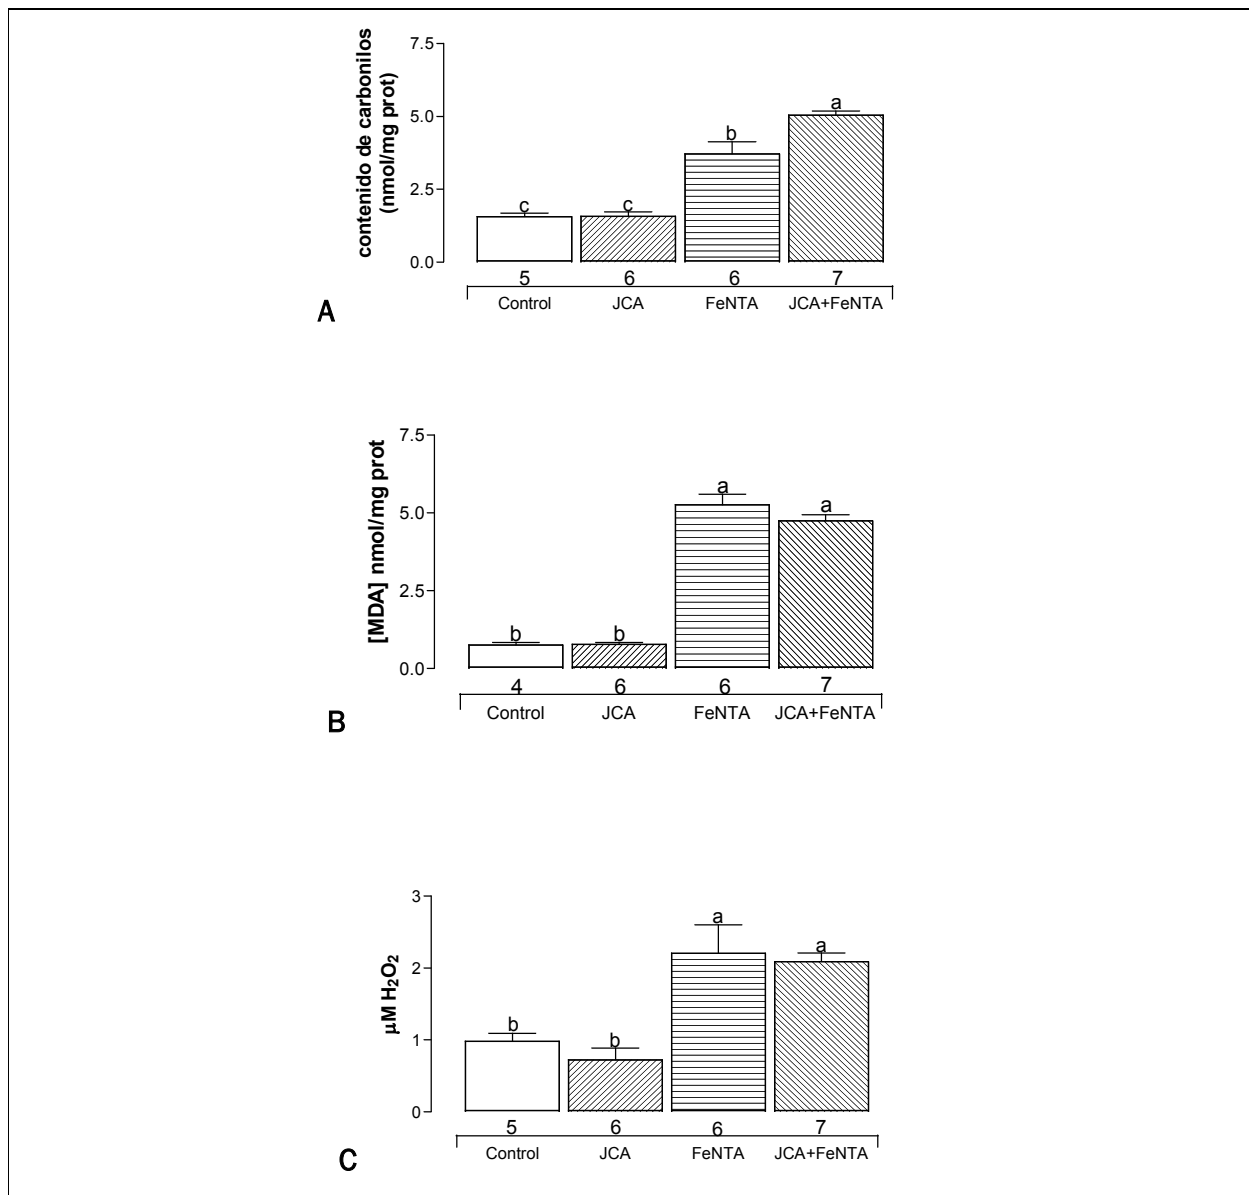 7.5
5.0
2.5
0.0
contenido de carbonilos
(nmol/mg prot)
c c b a
5 6 6 7
Control JCA FeNTA JCA+FeNTA
A
7.5
5.0
2.5
0.0
[MDA] nmol/mg prot
b b a a
4 6 6 7
Control JCA FeNTA JCA+FeNTA
B
3
2
1
0
µM H₂O₂
b b a a
5 6 6 7
Control JCA FeNTA JCA+FeNTA
C